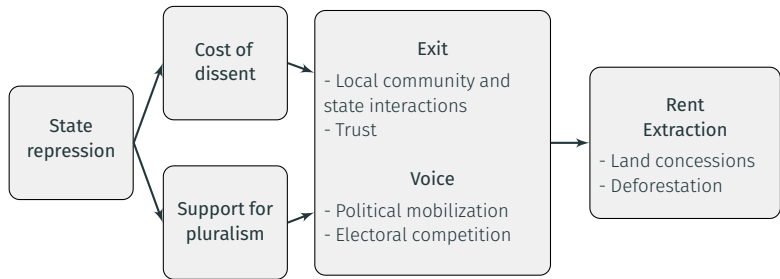 State
repression
Cost of
dissent
Support for
pluralism
Exit
- Local community and
state interactions
- Trust
Voice
- Political mobilization
- Electoral competition
Rent
Extraction
- Land concessions
- Deforestation